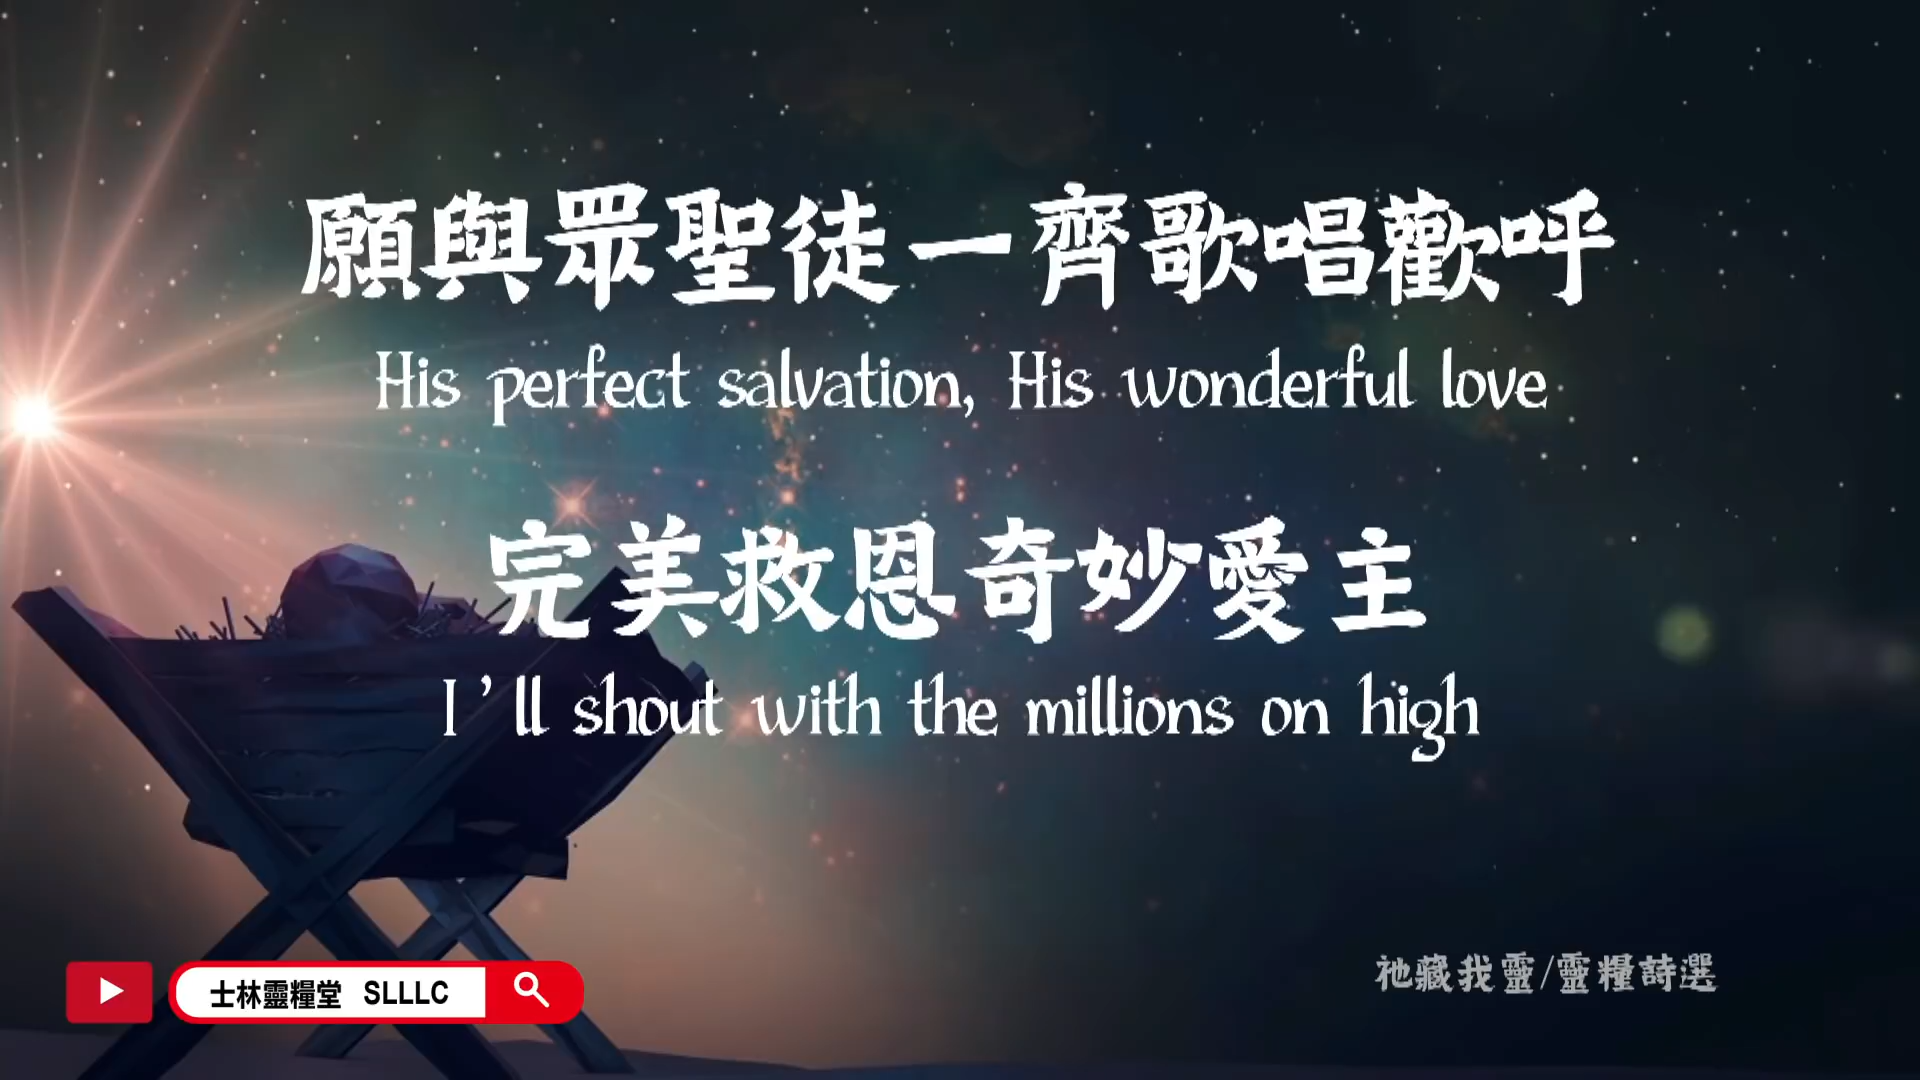 願與眾聖徒一齊歌唱歡呼
His perfect salvation, His wonderful love
完美救恩奇妙愛主
I'll shout with the millions on high
祂藏我靈/靈糧詩選
士林靈糧堂 SLLLC